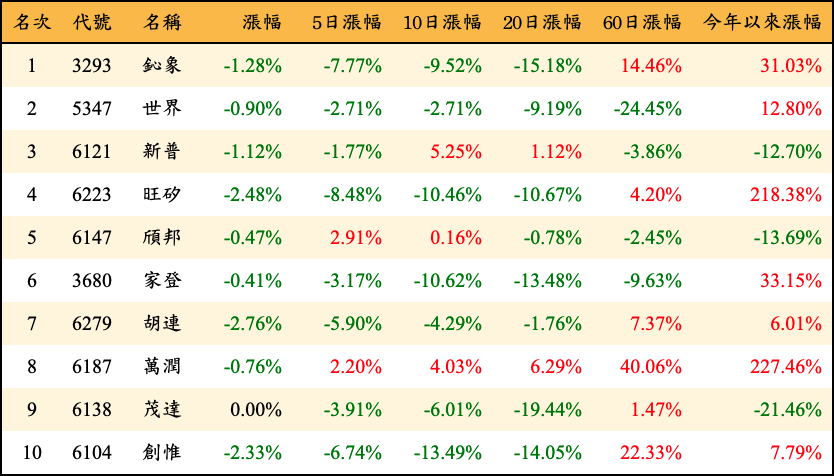 名次 代號 名稱 漲幅 5日漲幅 10日漲幅 20日漲幅 60日漲幅 今年以來漲幅
1 3293 鈊象 -1.28% -7.77% -9.52% -15.18% 14.46% 31.03%
2 5347 世界 -0.90% -2.71% -2.71% -9.19% -24.45% 12.80%
3 6121 新普 -1.12% -1.77% 5.25% 1.12% -3.86% -12.70%
4 6223 旺矽 -2.48% -8.48% -10.46% -10.67% 4.20% 218.38%
5 6147 頎邦 -0.47% 2.91% 0.16% -0.78% -2.45% -13.69%
6 3680 家登 -0.41% -3.17% -10.62% -13.48% -9.63% 33.15%
7 6279 胡連 -2.76% -5.90% -4.29% -1.76% 7.37% 6.01%
8 6187 萬潤 -0.76% 2.20% 4.03% 6.29% 40.06% 227.46%
9 6138 茂達 0.00% -3.91% -6.01% -19.44% 1.47% -21.46%
10 6104 創惟 -2.33% -6.74% -13.49% -14.05% 22.33% 7.79%